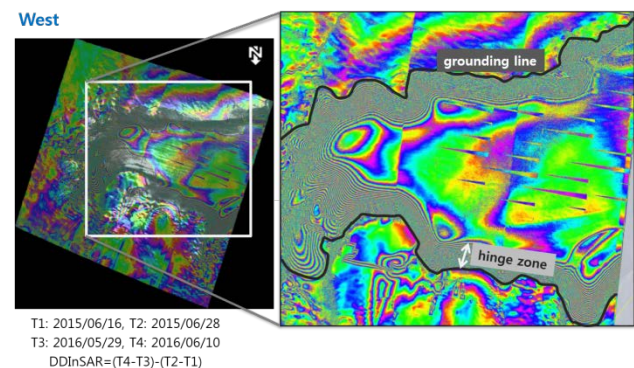 West
N
grounding line
hinge zone
T1: 2015/06/16, T2: 2015/06/28
T3: 2016/05/29, T4: 2016/06/10
DDInSAR=(T4-T3)-(T2-T1)